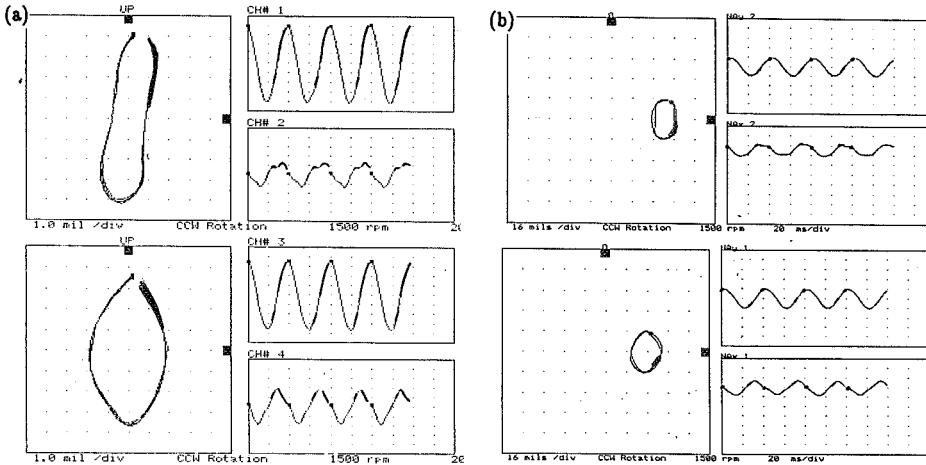 (a)
UP
CH# 1
CH# 2
1.0 mil /div CCW Rotation 1500 rpm
UP
CH# 3
CH# 4
1.0 mil /div CCW Rotation 1500 rpm
(b)
0
16 mils /div CCW Rotation 1500 rpm 20 ms/div
0
16 mils /div CCW Rotation 1500 rpm 20 ms/div